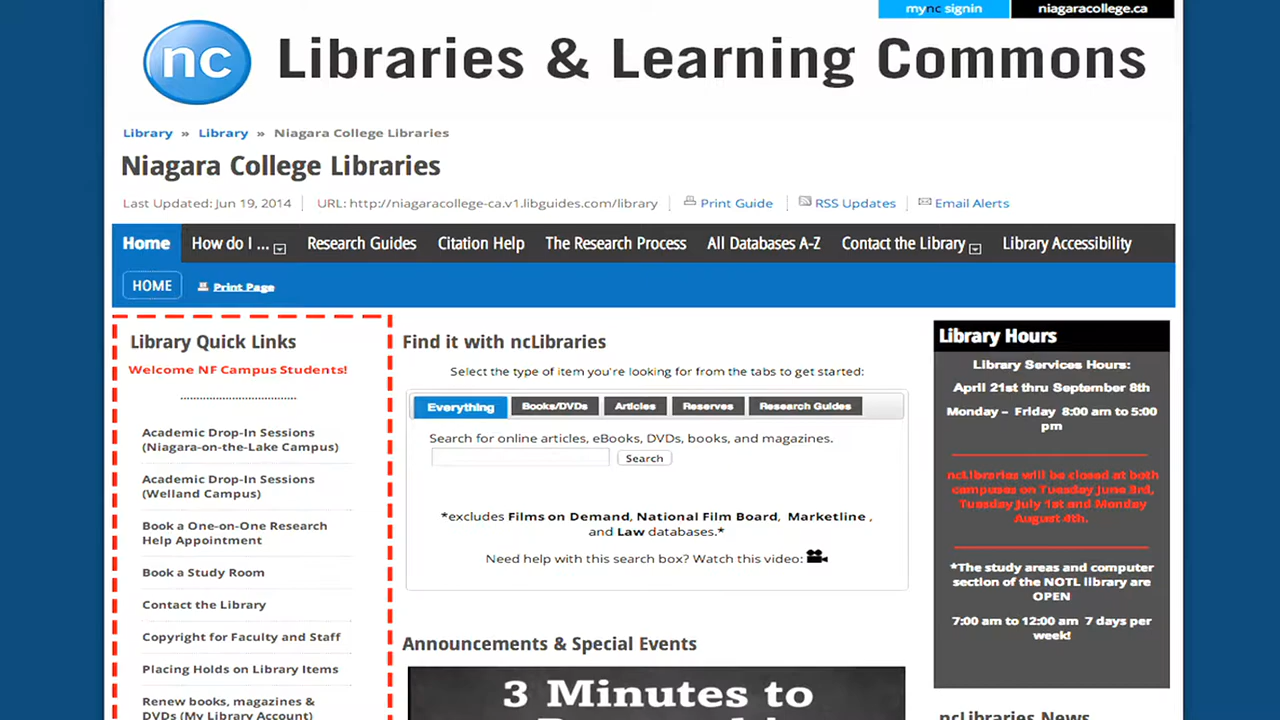 mync signin
niagaracollege.ca
nc Libraries & Learning Commons
Library » Library » Niagara College Libraries
Niagara College Libraries
Last Updated: Jun 19, 2014
URL: http://niagaracollege-ca.v1.libguides.com/library
Print Guide
RSS Updates
Email Alerts
Home
How do I ...
Research Guides
Citation Help
The Research Process
All Databases A-Z
Contact the Library
Library Accessibility
HOME
Print Page
Library Quick Links
Welcome NF Campus Students!
Academic Drop-In Sessions
(Niagara-on-the-Lake Campus)
Academic Drop-In Sessions
(Welland Campus)
Book a One-on-One Research
Help Appointment
Book a Study Room
Contact the Library
Copyright for Faculty and Staff
Placing Holds on Library Items
Renew books, magazines &
DVDs (My Library Account)
Find it with ncLibraries
Select the type of item you're looking for from the tabs to get started:
Everything
Books/DVDs
Articles
Reserves
Research Guides
Search for online articles, eBooks, DVDs, books, and magazines.
Search
*excludes Films on Demand, National Film Board, Marketline ,
and Law databases.*
Need help with this search box? Watch this video:
Announcements & Special Events
3 Minutes to
Library Hours
Library Services Hours:
April 21st thru September 8th
Monday – Friday 8:00 am to 5:00
pm
ncLibraries will be closed at both
campuses on Tuesday June 3rd,
Tuesday July 1st and Monday
August 4th.
*The study areas and computer
section of the NOTL library are
OPEN
7:00 am to 12:00 am 7 days per
week!
ncLibraries News